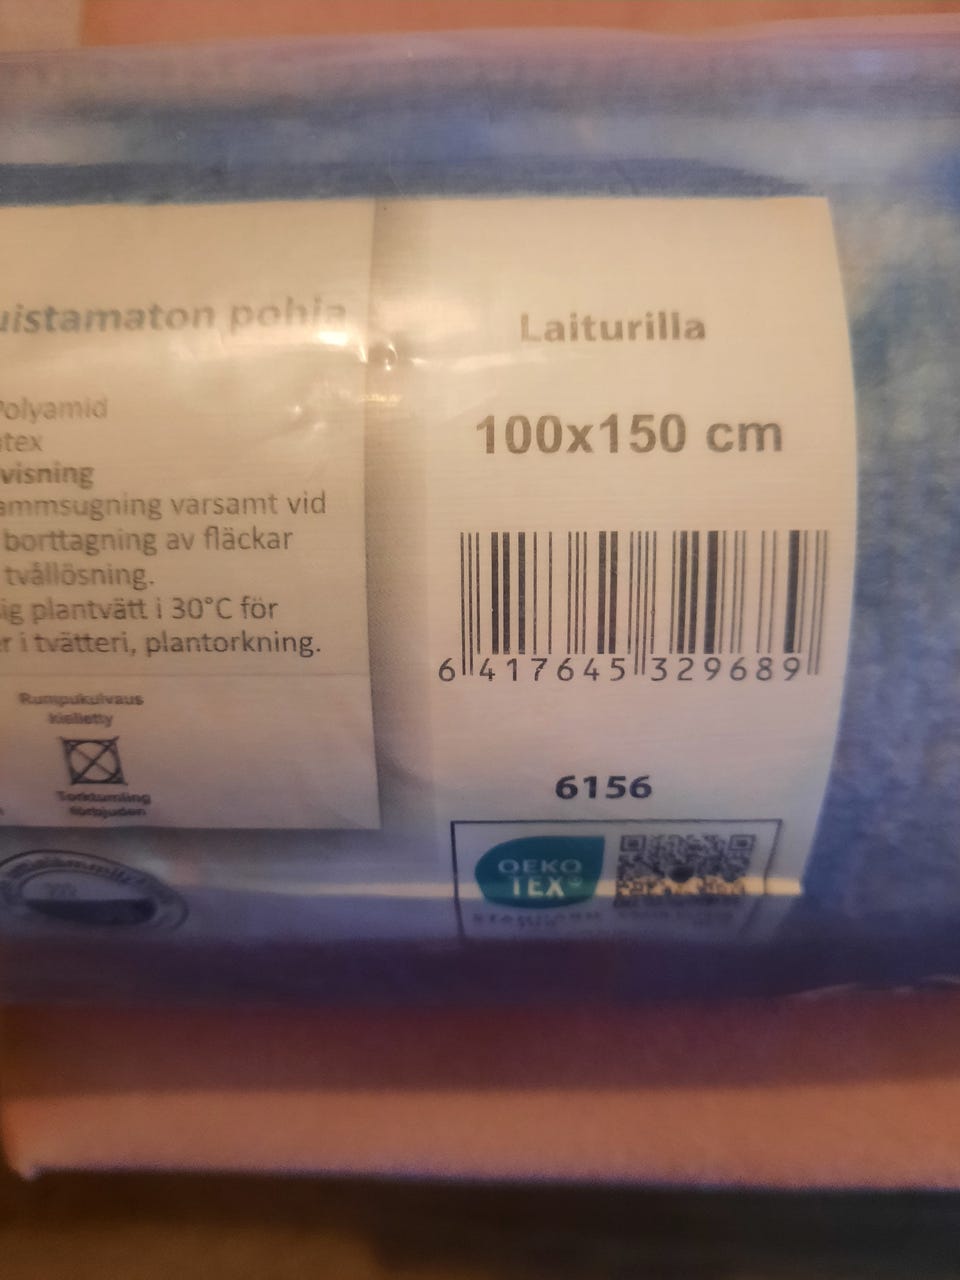 uistamaton pohja
Polyamid
tex
visning
ammsugning varsamt vid
borttagning av fläckar
tvållösning.
ig plantvätt i 30°C för
r i tvätteri, plantorkning.
Rumpukuivaus
kielletty
Torktumling
förbjuden
Laiturilla
100x150 cm
6 417645 329689
6156
OEKO
TEX®
STANDARD